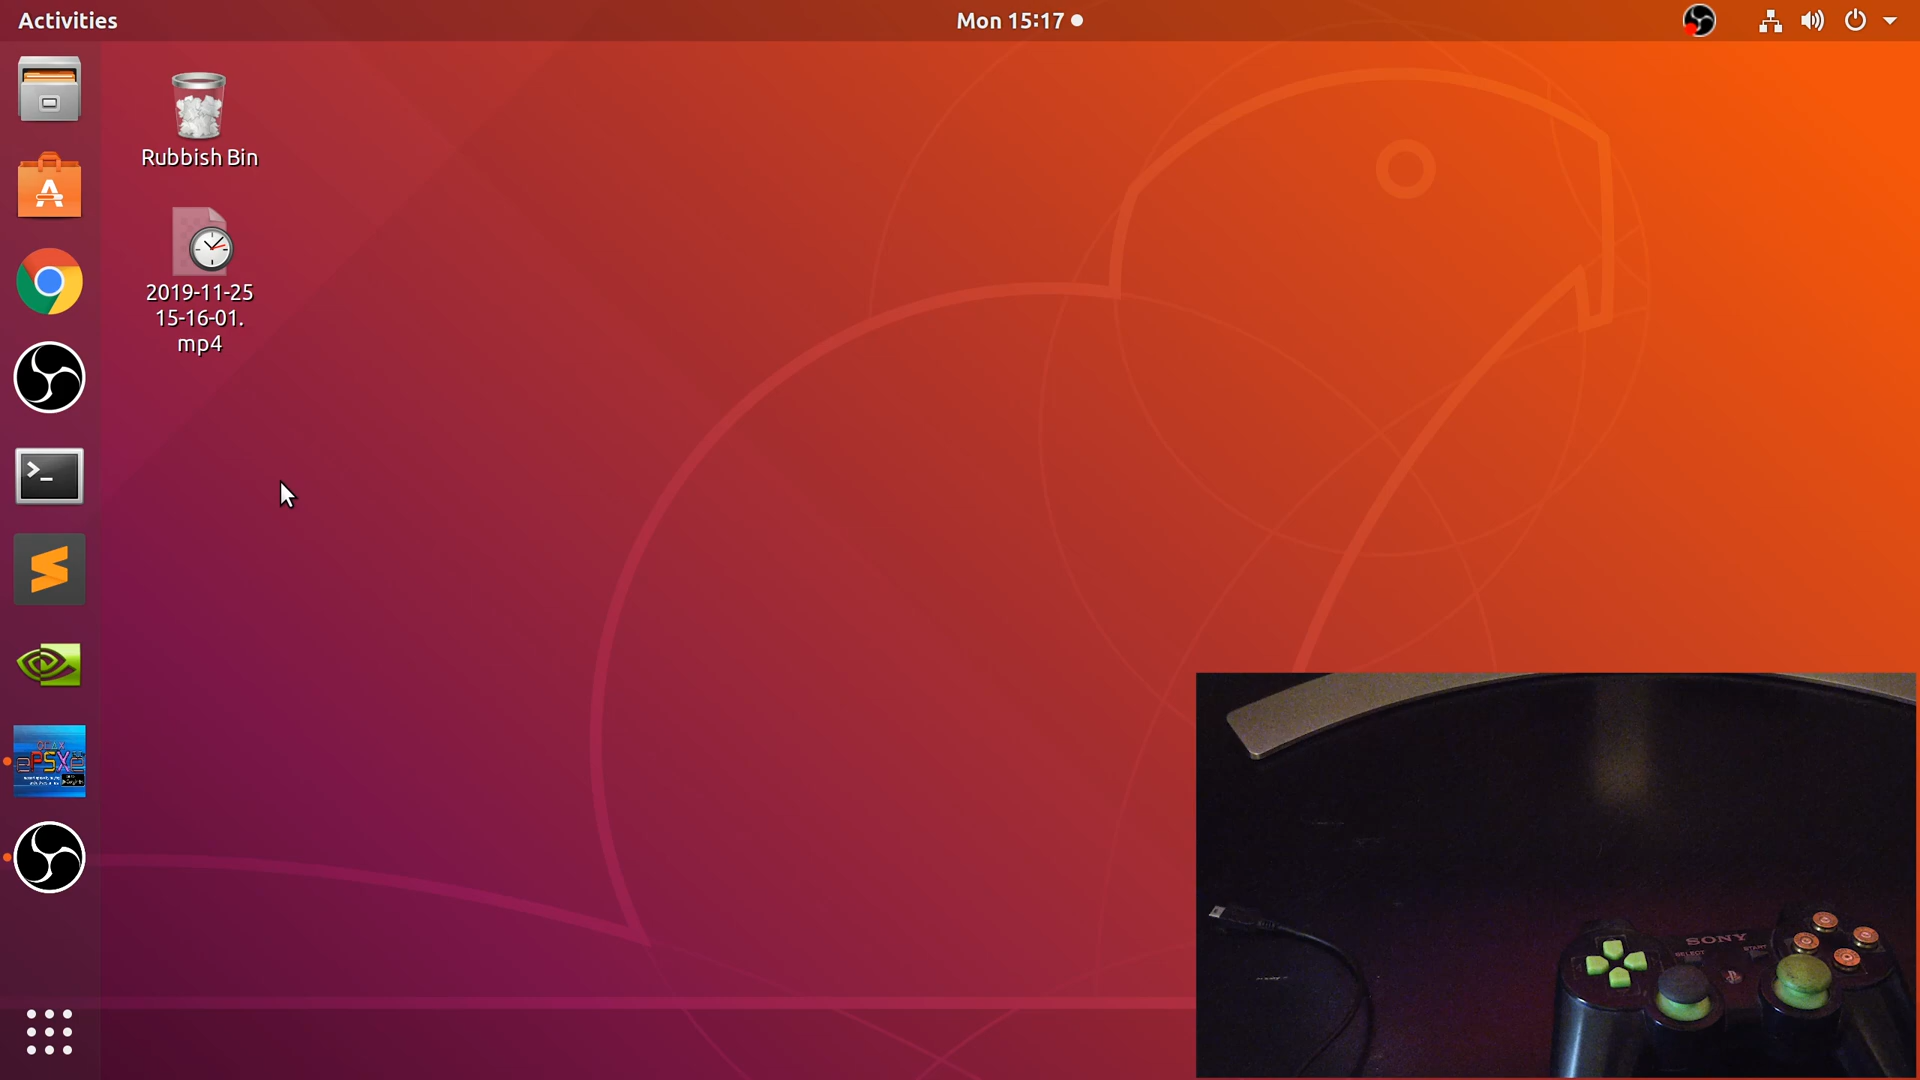 Activities
Mon 15:17
Rubbish Bin
2019-11-25
15-16-01.
mp4
ePSXe
SONY
SELECT
START